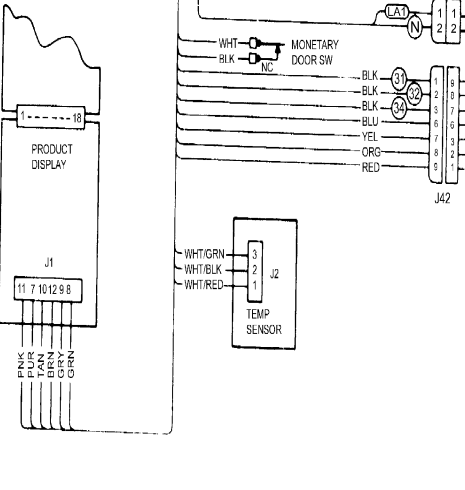 LA1
1 1
N
2 2
WHT
MONETARY
BLK
DOOR SW
NC
BLK 31 1 9
BLK 32 2 8
BLK 34 3 7
BLU 6 6
YEL 7 3
ORG 8 2
RED 9 1
J42
1 18
PRODUCT
DISPLAY
WHT/GRN 3
WHT/BLK 2 J2
WHT/RED 1
TEMP
SENSOR
J1
11 7 10 12 9 8
PNK
PUR
TAN
BRN
GRY
GRN